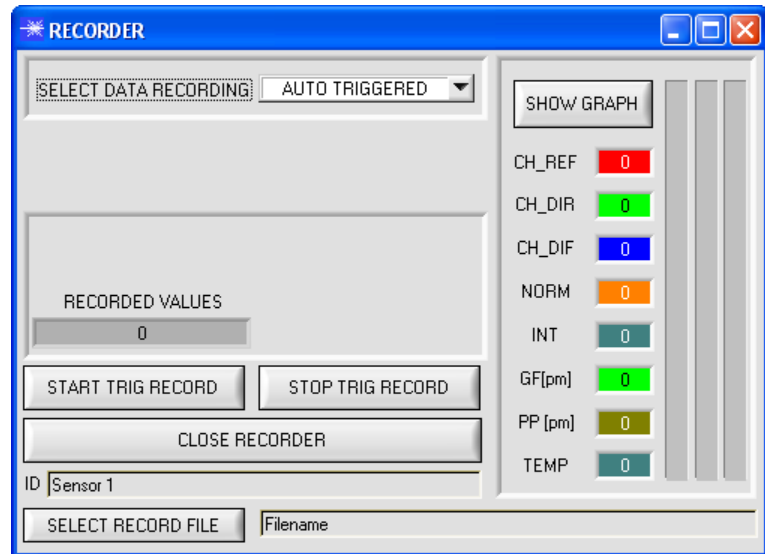 RECORDER
SELECT DATA RECORDING AUTO TRIGGERED
RECORDED VALUES
0
START TRIG RECORD STOP TRIG RECORD
CLOSE RECORDER
ID Sensor 1
SELECT RECORD FILE Filename
SHOW GRAPH
CH_REF 0
CH_DIR 0
CH_DIF 0
NORM 0
INT 0
GF[pm] 0
PP [pm] 0
TEMP 0